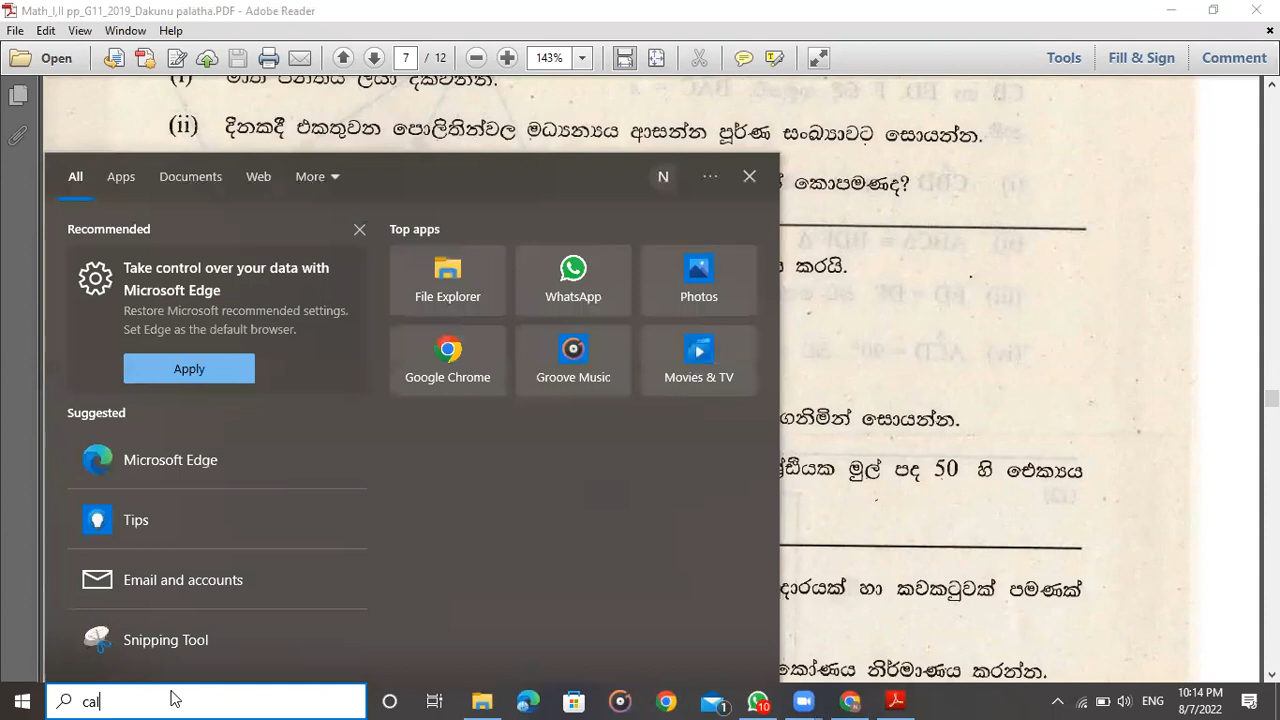 Math_I,II pp_G11_2019_Dakunu palatha.PDF - Adobe Reader
File Edit View Window Help
Open 7 / 12 143% Tools Fill & Sign Comment
(ii) දිනකදී එකතුවන පොලිතින්වල මධ්‍යන්‍යය ආසන්න පූර්ණ සංඛ්‍යාවට සොයන්න.
All Apps Documents Web More N ...
කොපමණද?
Recommended
Top apps
Take control over your data with
Microsoft Edge
Restore Microsoft recommended settings.
Set Edge as the default browser.
Apply
File Explorer WhatsApp Photos
Google Chrome Groove Music Movies & TV
කරයි.
Suggested
Microsoft Edge
Tips
Email and accounts
Snipping Tool
ගනිමින් සොයන්න.
මුල් පද 50 හි ඓක්‍යය
හා කවකටුවක් පමණක්
කෝණය නිර්මාණය කරන්න.
cal
1
10
ENG
10:14 PM
8/7/2022